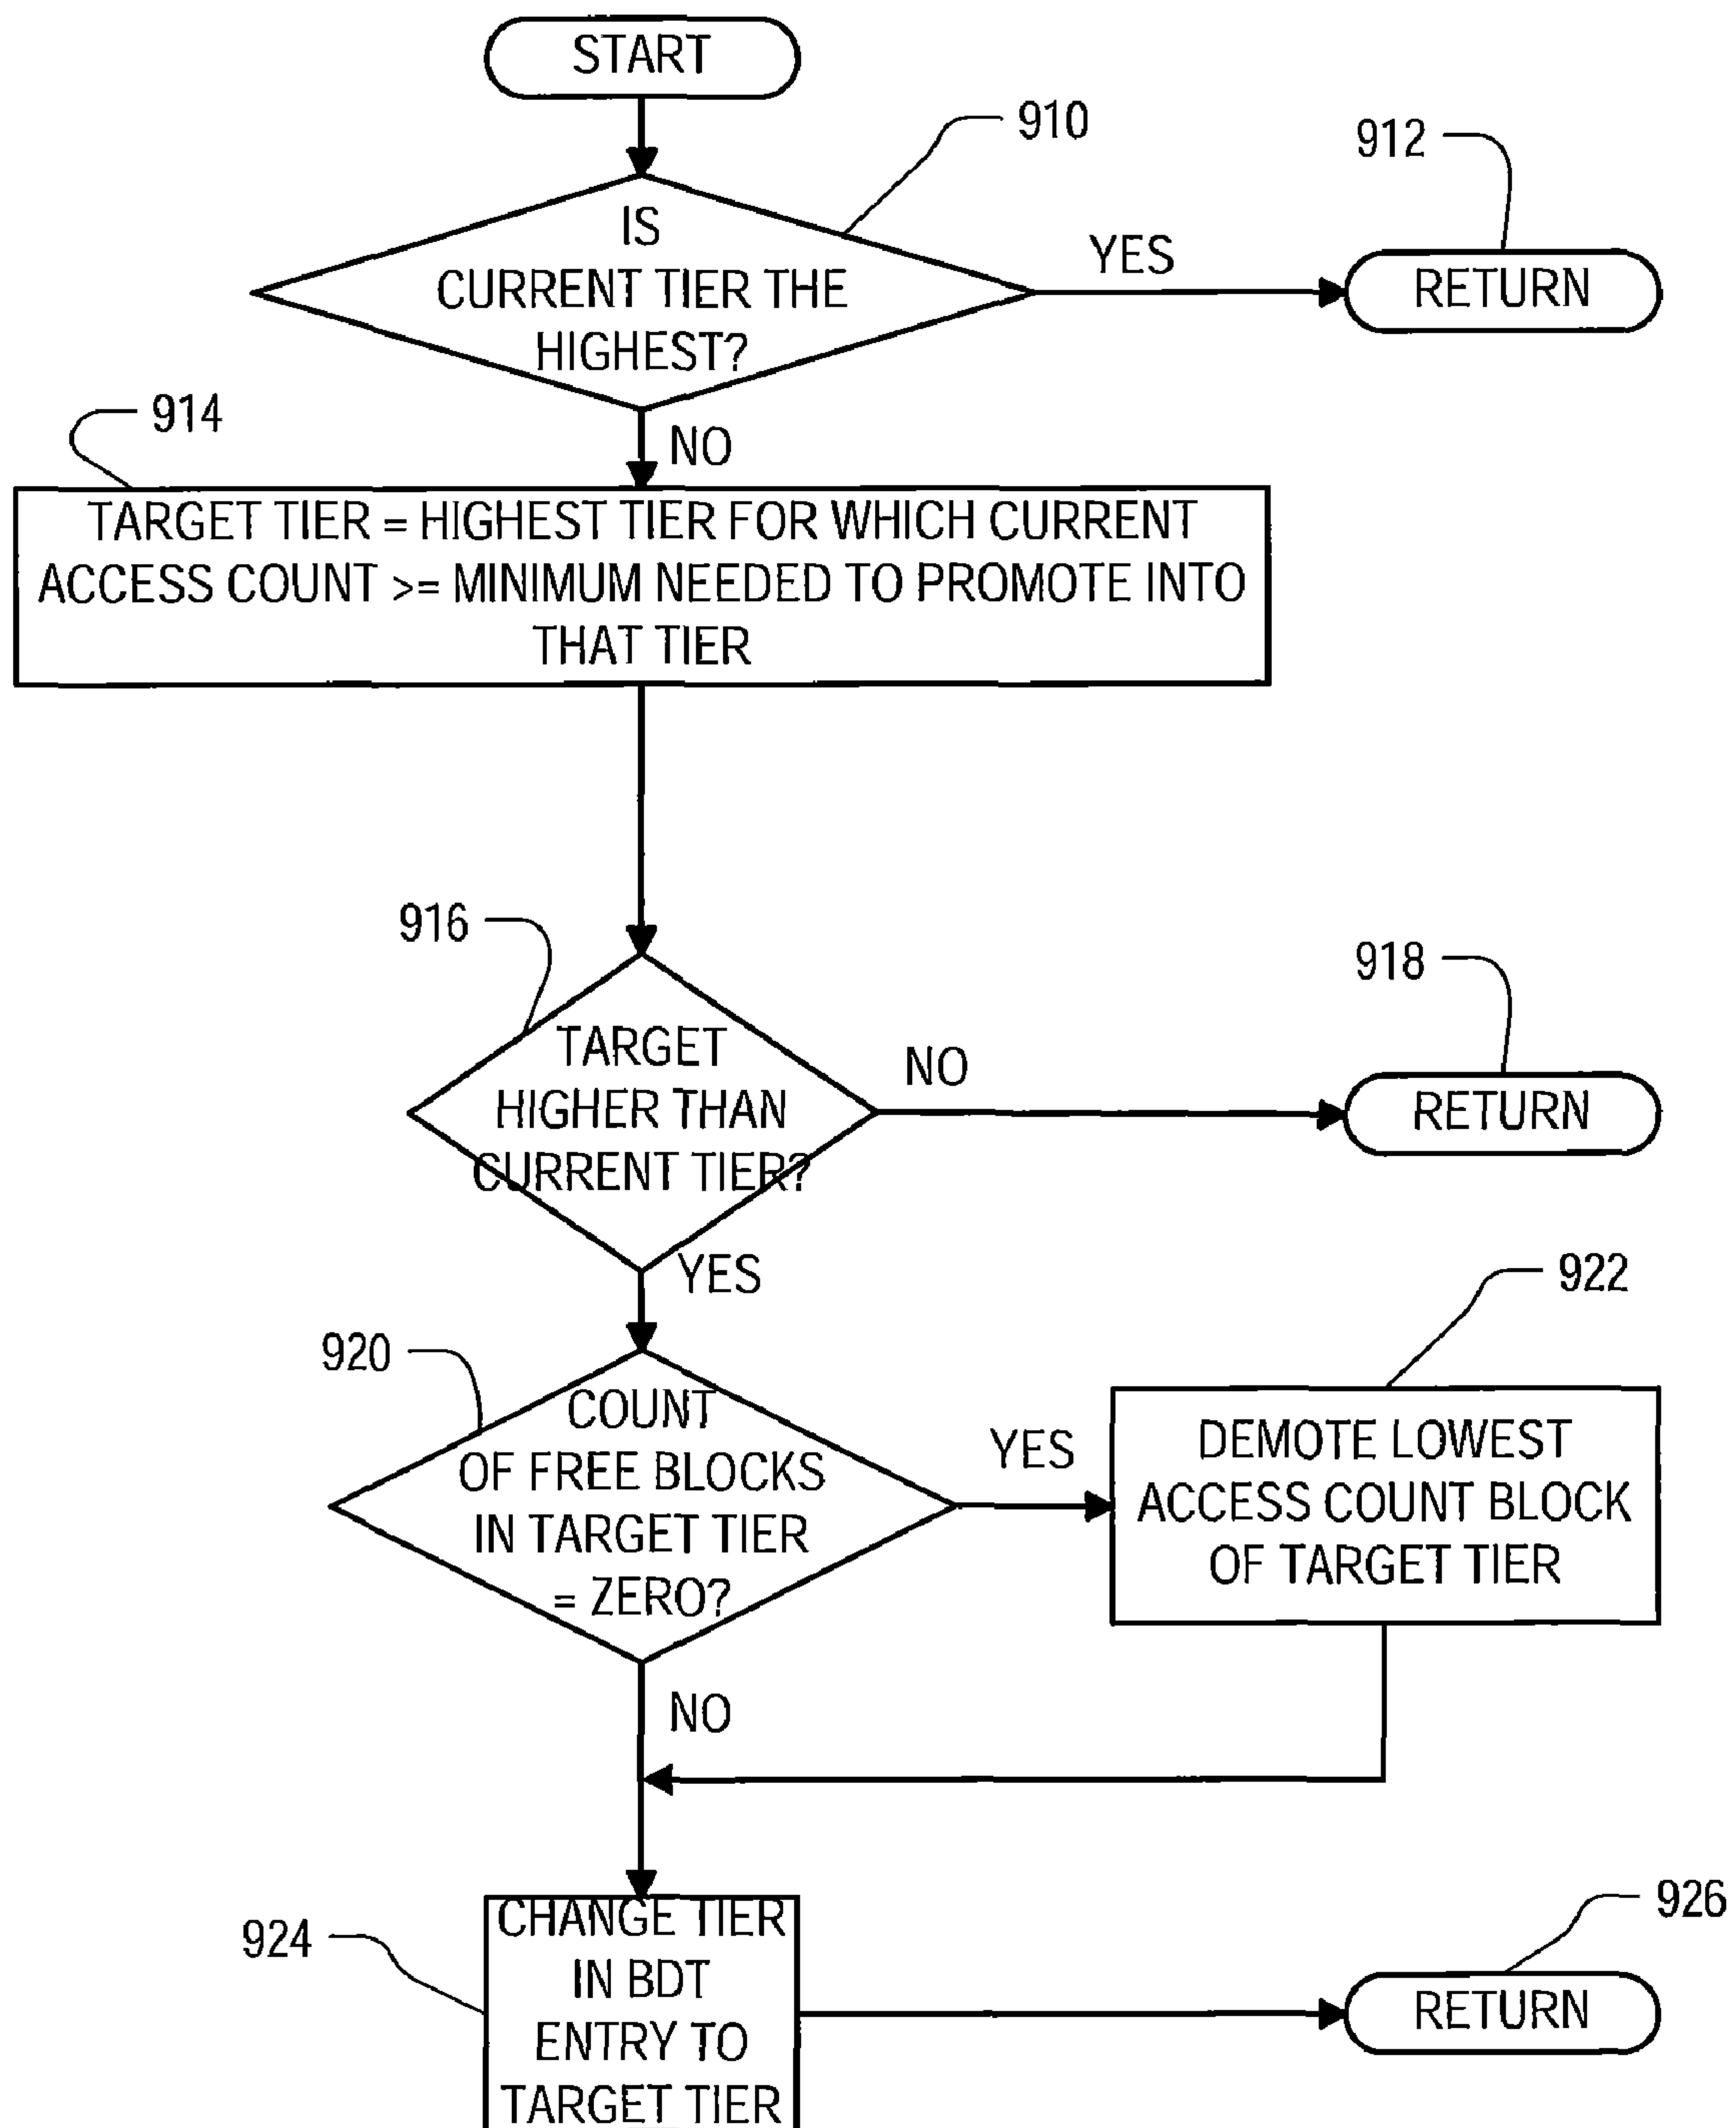 START
910
912
IS
CURRENT TIER THE
HIGHEST?
YES
RETURN
914
NO
TARGET TIER = HIGHEST TIER FOR WHICH CURRENT
ACCESS COUNT >= MINIMUM NEEDED TO PROMOTE INTO
THAT TIER
916
918
TARGET
HIGHER THAN
CURRENT TIER?
NO
RETURN
YES
920
922
COUNT
OF FREE BLOCKS
IN TARGET TIER
= ZERO?
YES
DEMOTE LOWEST
ACCESS COUNT BLOCK
OF TARGET TIER
NO
924
926
CHANGE TIER
IN BDT
ENTRY TO
TARGET TIER
RETURN